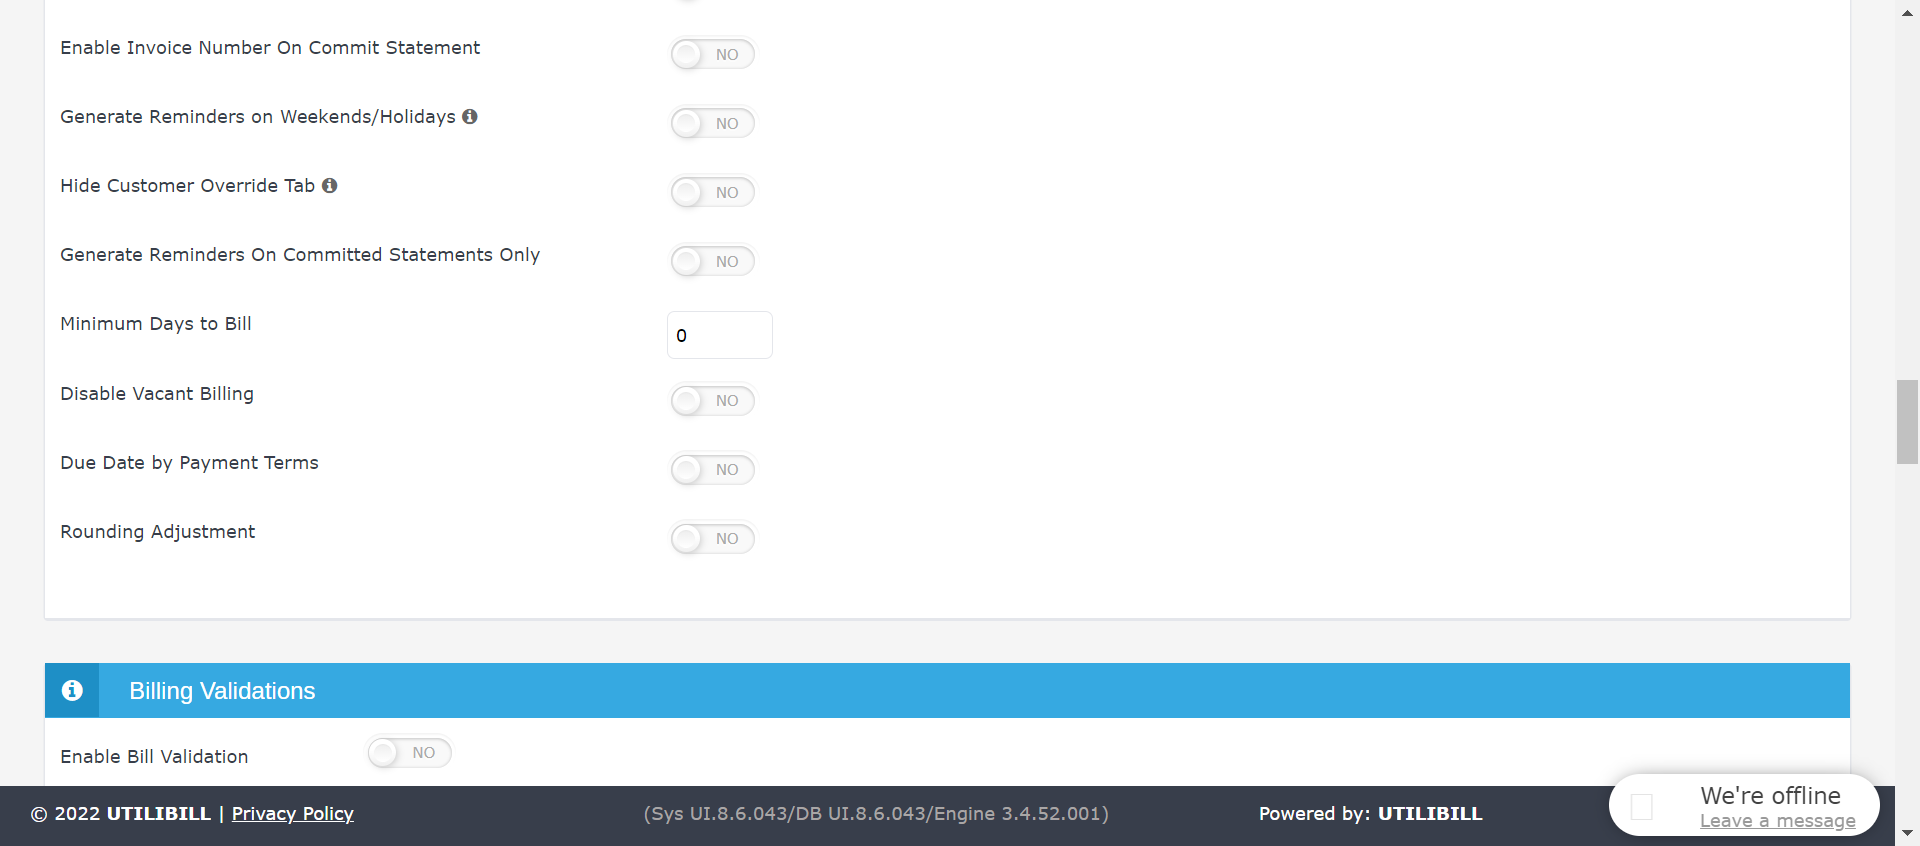 Enable Invoice Number On Commit Statement NO
Generate Reminders on Weekends/Holidays NO
Hide Customer Override Tab NO
Generate Reminders On Committed Statements Only NO
Minimum Days to Bill 0
Disable Vacant Billing NO
Due Date by Payment Terms NO
Rounding Adjustment NO
Billing Validations
Enable Bill Validation NO
© 2022 UTILIBILL | Privacy Policy (Sys UI.8.6.043/DB UI.8.6.043/Engine 3.4.52.001) Powered by: UTILIBILL
We're offline
Leave a message